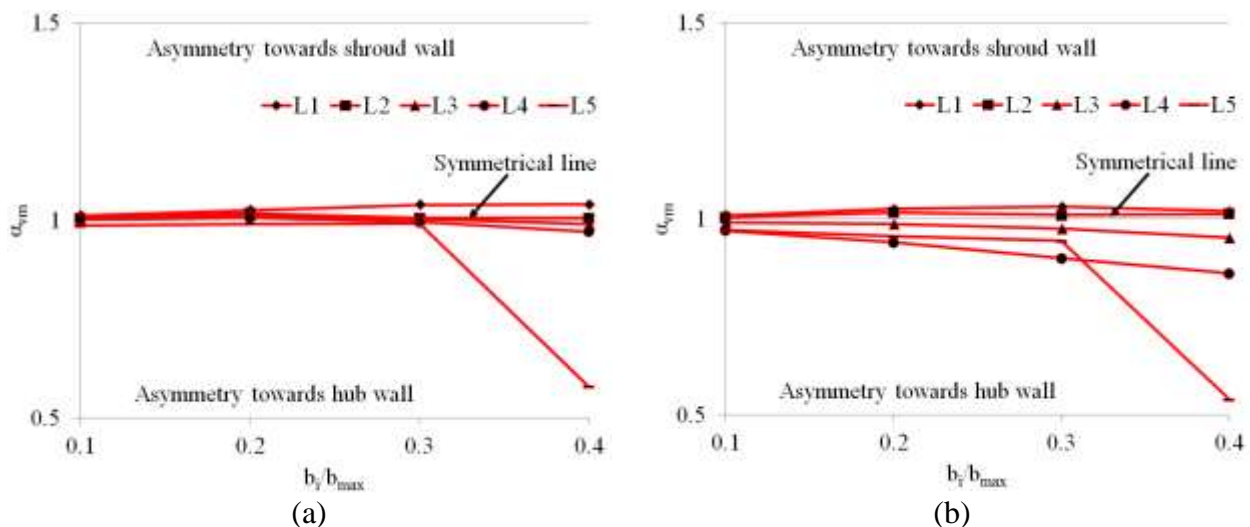 1.5
Asymmetry towards shroud wall
L1 L2 L3 L4 L5
Symmetrical line
α_vm
1
Asymmetry towards hub wall
0.5
0.1 0.2 0.3 0.4
b_r/b_max
(a)
1.5
Asymmetry towards shroud wall
L1 L2 L3 L4 L5
Symmetrical line
α_vm
1
Asymmetry towards hub wall
0.5
0.1 0.2 0.3 0.4
b_r/b_max
(b)